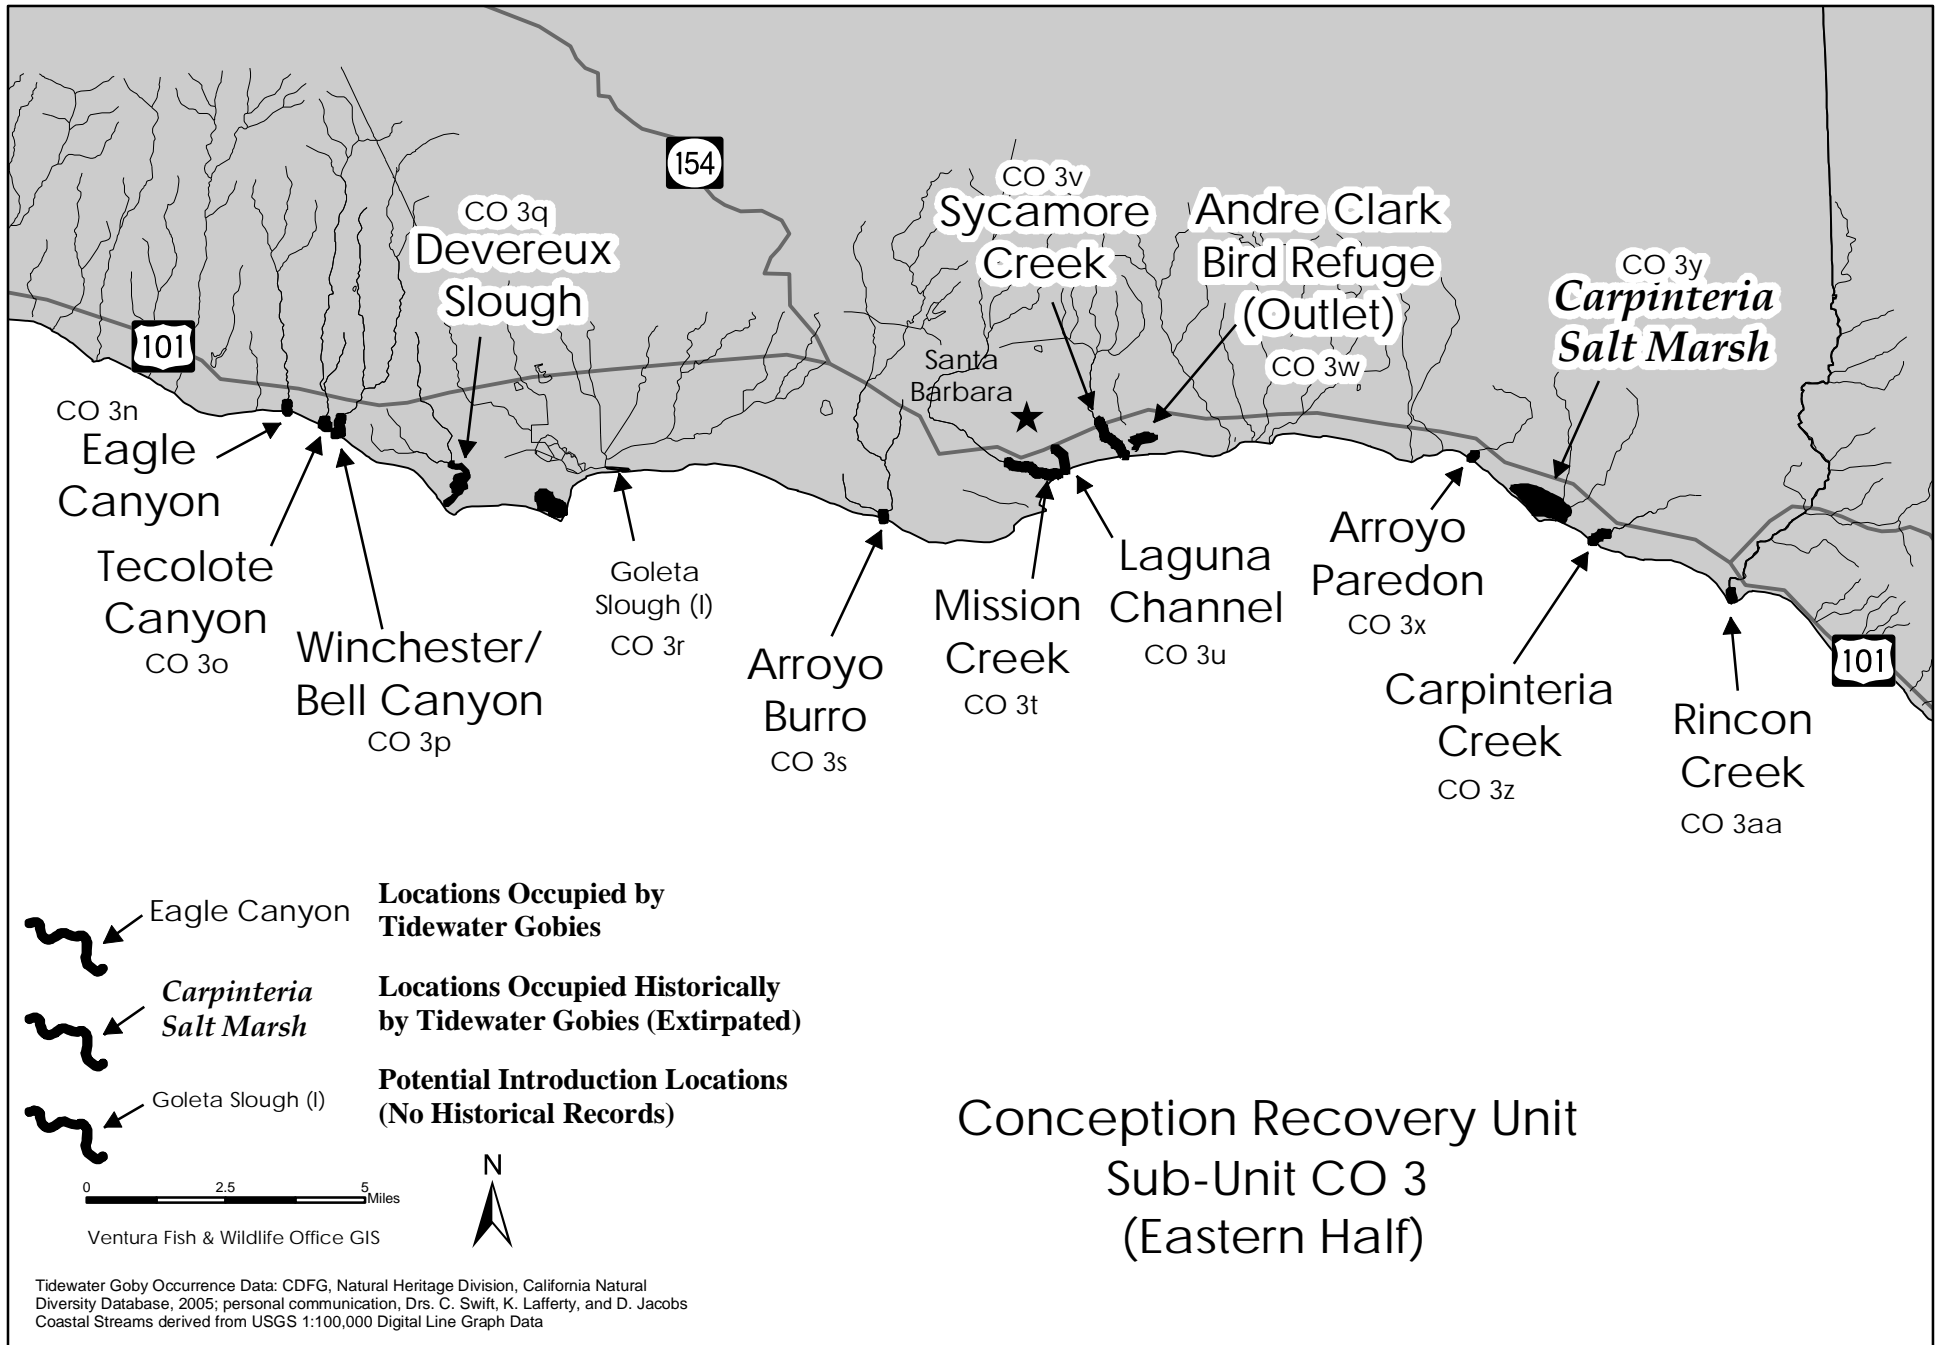 154
CO 3q
Devereux
Slough
CO 3v
Sycamore
Creek
Andre Clark
Bird Refuge
(Outlet)
CO 3w
CO 3y
Carpinteria
Salt Marsh
101
Santa
Barbara
CO 3n
Eagle
Canyon
Tecolote
Canyon
CO 3o
Winchester/
Bell Canyon
CO 3p
Goleta
Slough (I)
CO 3r
Arroyo
Burro
CO 3s
Mission
Creek
CO 3t
Laguna
Channel
CO 3u
Arroyo
Paredon
CO 3x
Carpinteria
Creek
CO 3z
Rincon
Creek
CO 3aa
101
Eagle Canyon
Locations Occupied by
Tidewater Gobies
Carpinteria
Salt Marsh
Locations Occupied Historically
by Tidewater Gobies (Extirpated)
Goleta Slough (I)
Potential Introduction Locations
(No Historical Records)
0 2.5 5
Miles
N
Ventura Fish & Wildlife Office GIS
Conception Recovery Unit
Sub-Unit CO 3
(Eastern Half)
Tidewater Goby Occurrence Data: CDFG, Natural Heritage Division, California Natural
Diversity Database, 2005; personal communication, Drs. C. Swift, K. Lafferty, and D. Jacobs
Coastal Streams derived from USGS 1:100,000 Digital Line Graph Data